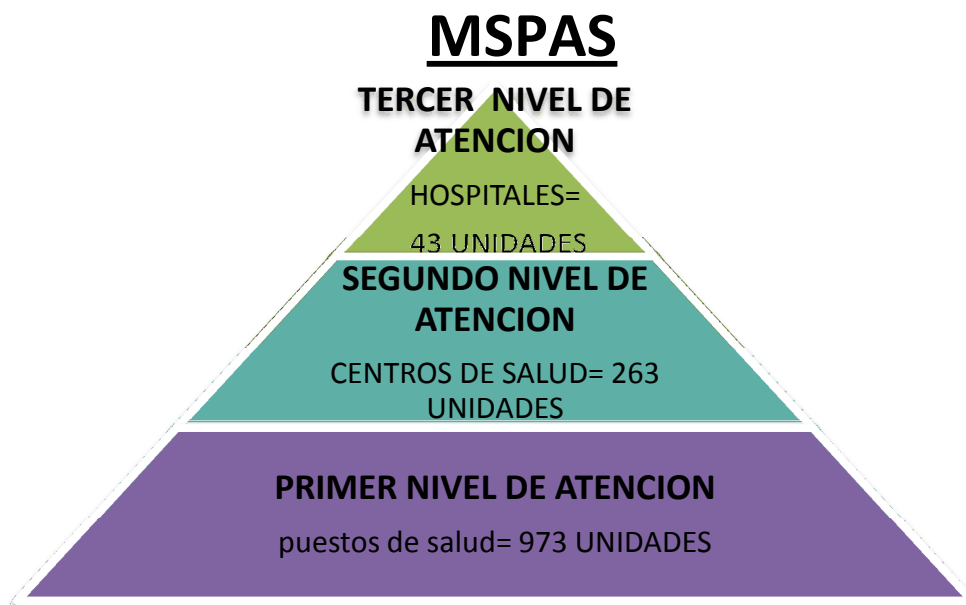 MSPAS
TERCER NIVEL DE
ATENCION
HOSPITALES=
43 UNIDADES
SEGUNDO NIVEL DE
ATENCION
CENTROS DE SALUD= 263
UNIDADES
PRIMER NIVEL DE ATENCION
puestos de salud= 973 UNIDADES